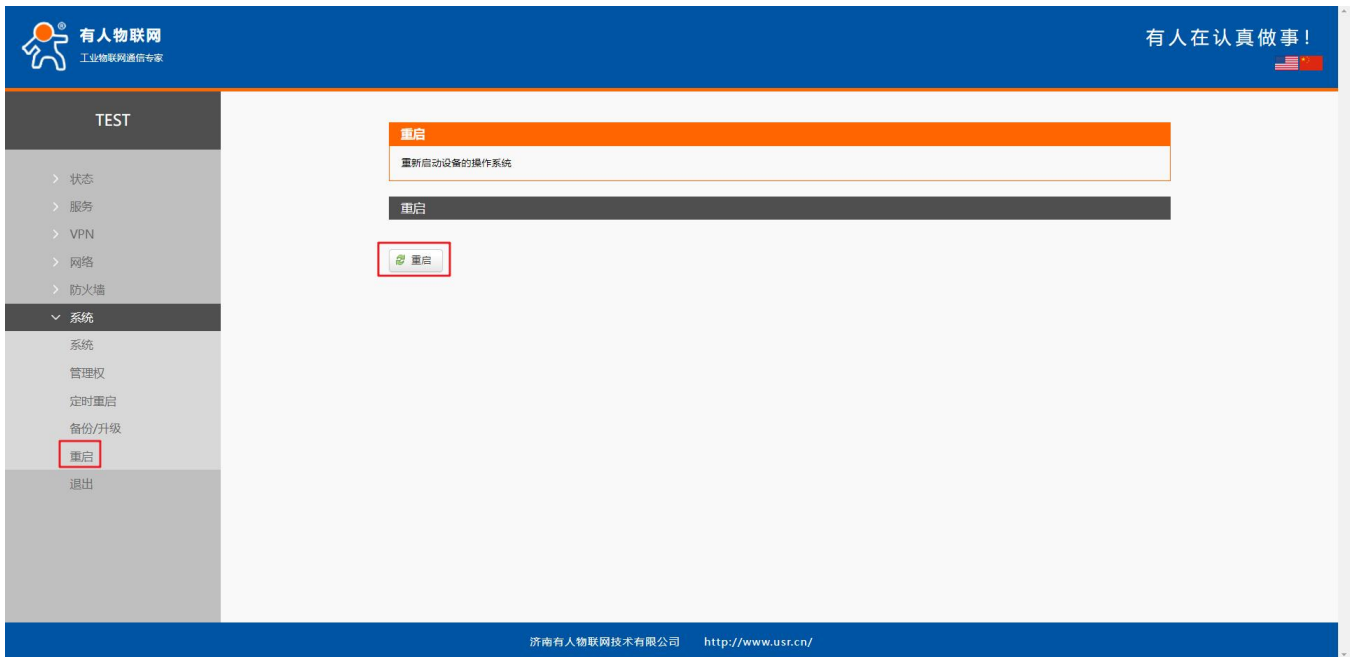 有人物联网
®
工业物联网通信专家
有人在认真做事！
TEST
状态
服务
VPN
网络
防火墙
系统
系统
管理权
定时重启
备份/升级
重启
退出
重启
重新启动设备的操作系统
重启
重启
济南有人物联网技术有限公司 http://www.usr.cn/